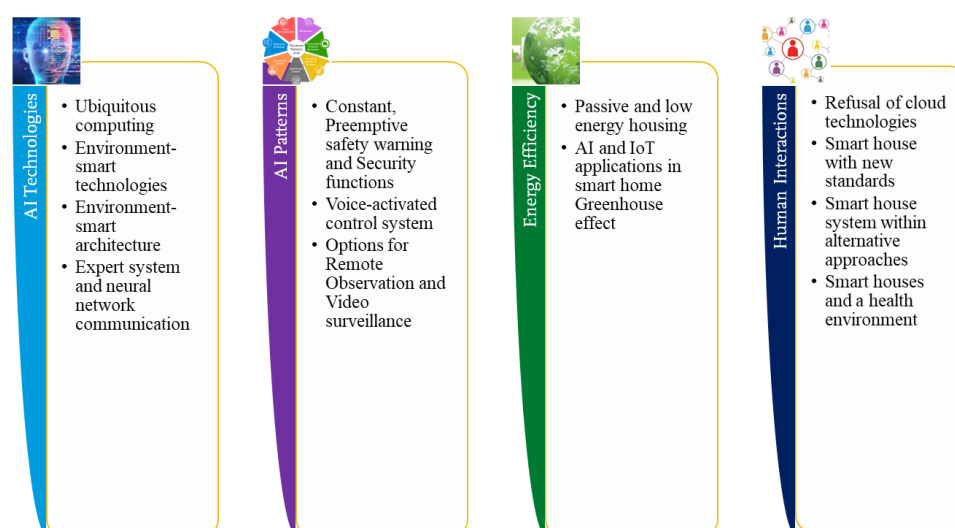 AI Technologies
• Ubiquitous
computing
• Environment-
smart
technologies
• Environment-
smart
architecture
• Expert system
and neural
network
communication
AI Patterns
• Constant,
Preemptive
safety warning
and Security
functions
• Voice-activated
control system
• Options for
Remote
Observation and
Video
surveillance
Energy Efficiency
• Passive and low
energy housing
• AI and IoT
applications in
smart home
Greenhouse
effect
Human Interactions
• Refusal of cloud
technologies
• Smart house
with new
standards
• Smart house
system within
alternative
approaches
• Smart houses
and a health
environment